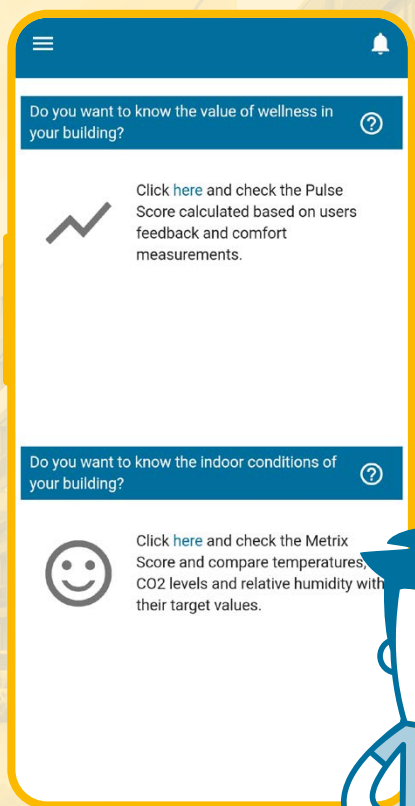 Do you want to know the value of wellness in
your building?
Click here and check the Pulse
Score calculated based on users
feedback and comfort
measurements.
Do you want to know the indoor conditions of
your building?
Click here and check the Metrix
Score and compare temperatures,
CO2 levels and relative humidity with
their target values.